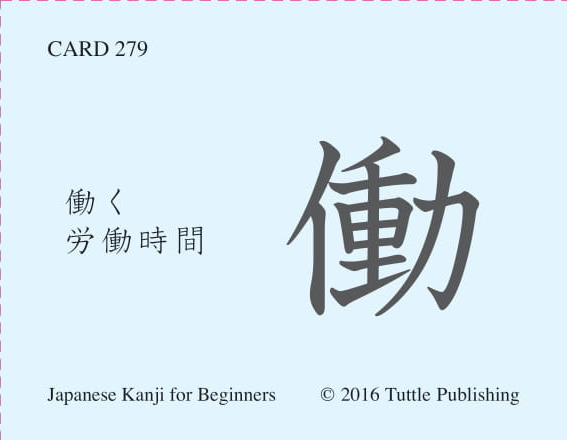 CARD 279
働く
労働時間
働
Japanese Kanji for Beginners
© 2016 Tuttle Publishing